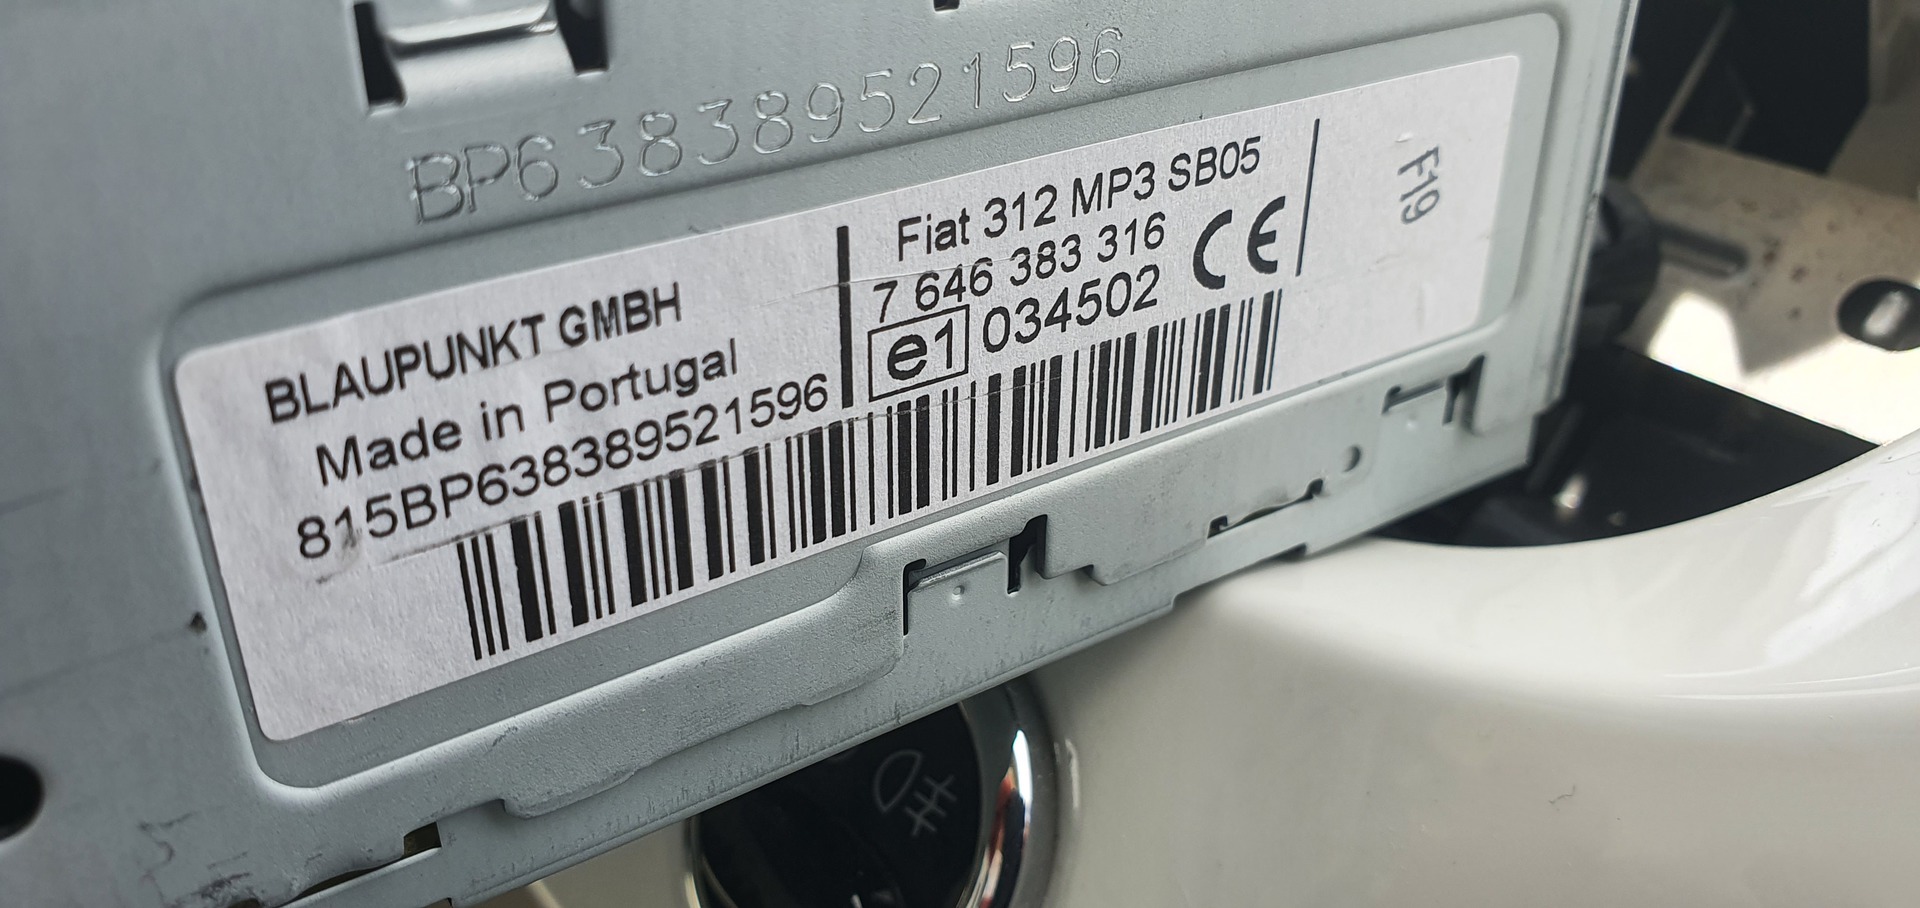 BP638389521596
BLAUPUNKT GMBH
Made in Portugal
815BP638389521596
Fiat 312 MP3 SB05
7 646 383 316
e1 034502 CE
F19